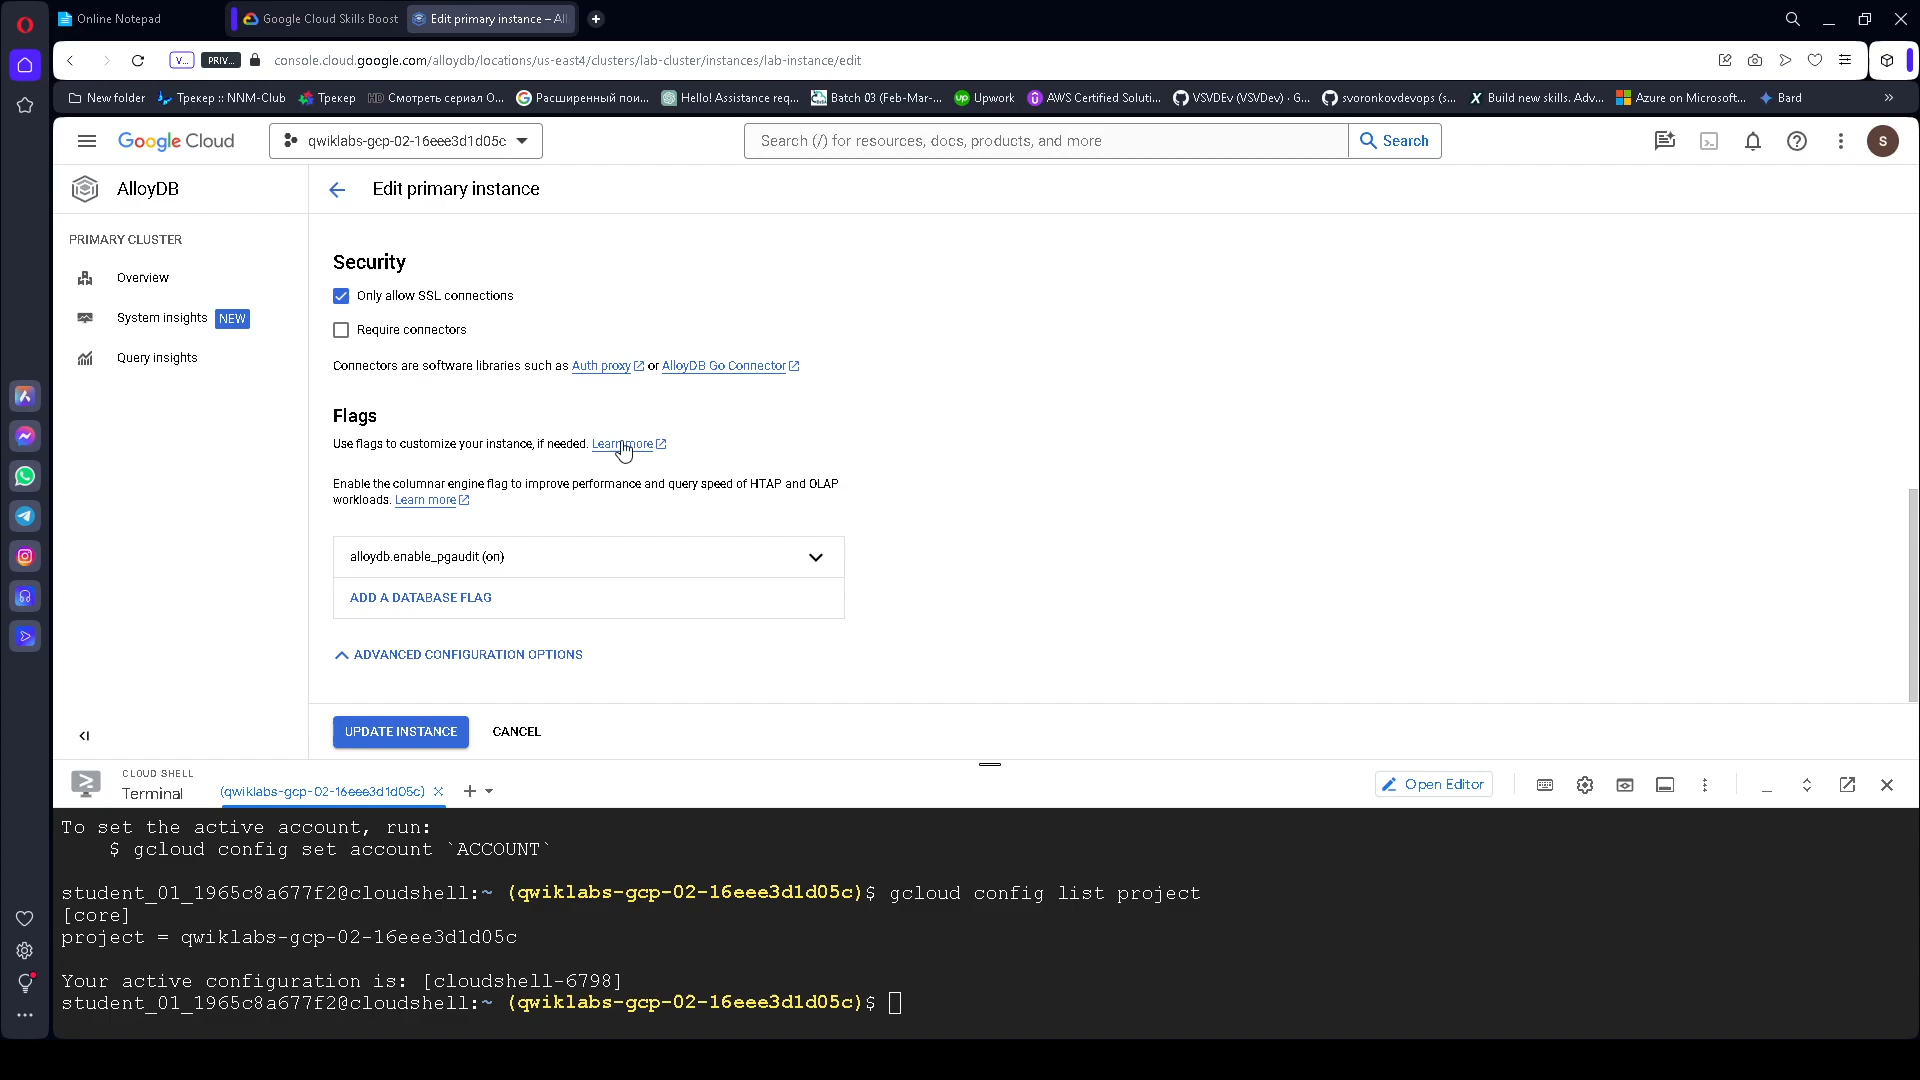 Online Notepad
Google Cloud Skills Boost
Edit primary instance – Al
V...
PRIV...
console.cloud.google.com/alloydb/locations/us-east4/clusters/lab-cluster/instances/lab-instance/edit
New folder
Трекер :: NNM-Club
Трекер
HD Смотреть сериал О...
Расширенный пои...
Hello! Assistance req...
Batch 03 (Feb-Mar-...
up Upwork
AWS Certified Soluti...
VSVDEv (VSVDev) · G...
svoronkovdevops (s...
X Build new skills. Adv...
Azure on Microsoft...
Bard
»
Google Cloud
qwiklabs-gcp-02-16eee3d1d05c
Search (/) for resources, docs, products, and more
Search
S
AlloyDB
Edit primary instance
PRIMARY CLUSTER
Overview
System insights NEW
Query insights
Security
Only allow SSL connections
Require connectors
Connectors are software libraries such as Auth proxy or AlloyDB Go Connector
Flags
Use flags to customize your instance, if needed. Learn more
Enable the columnar engine flag to improve performance and query speed of HTAP and OLAP
workloads. Learn more
alloydb.enable_pgaudit (on)
ADD A DATABASE FLAG
ADVANCED CONFIGURATION OPTIONS
UPDATE INSTANCE
CANCEL
CLOUD SHELL
Terminal
(qwiklabs-gcp-02-16eee3d1d05c)
Open Editor
To set the active account, run:
$ gcloud config set account `ACCOUNT`
student_01_1965c8a677f2@cloudshell:~ (qwiklabs-gcp-02-16eee3d1d05c)$ gcloud config list project
[core]
project = qwiklabs-gcp-02-16eee3d1d05c
Your active configuration is: [cloudshell-6798]
student_01_1965c8a677f2@cloudshell:~ (qwiklabs-gcp-02-16eee3d1d05c)$